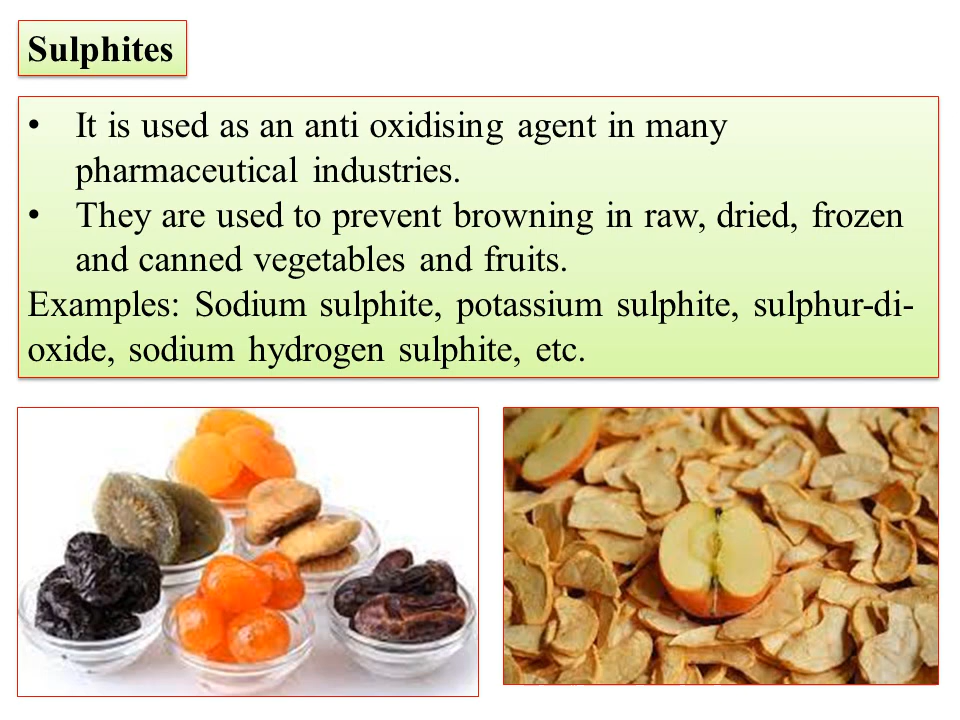 Sulphites
• It is used as an anti oxidising agent in many
pharmaceutical industries.
• They are used to prevent browning in raw, dried, frozen
and canned vegetables and fruits.
Examples: Sodium sulphite, potassium sulphite, sulphur-di-
oxide, sodium hydrogen sulphite, etc.